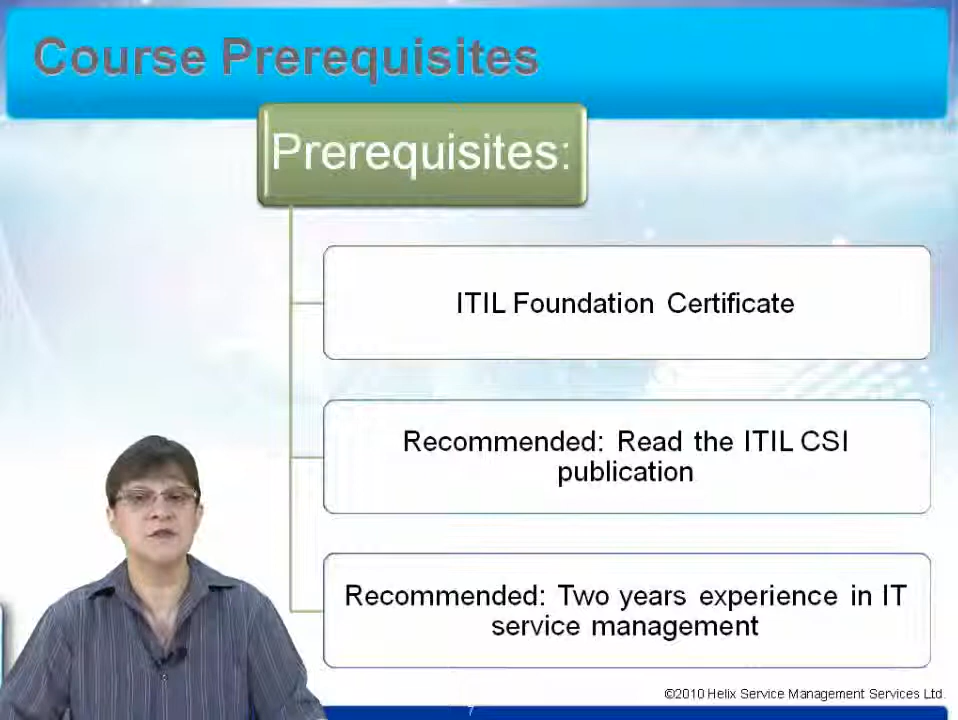 Course Prerequisites
Prerequisites:
ITIL Foundation Certificate
Recommended: Read the ITIL CSI
publication
Recommended: Two years experience in IT
service management
©2010 Helix Service Management Services Ltd.
7